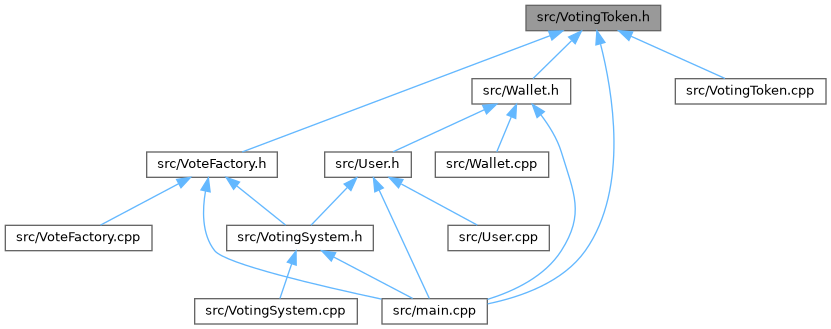 src/VotingToken.h
src/Wallet.h
src/VotingToken.cpp
src/VoteFactory.h
src/User.h
src/Wallet.cpp
src/VoteFactory.cpp
src/VotingSystem.h
src/User.cpp
src/VotingSystem.cpp
src/main.cpp